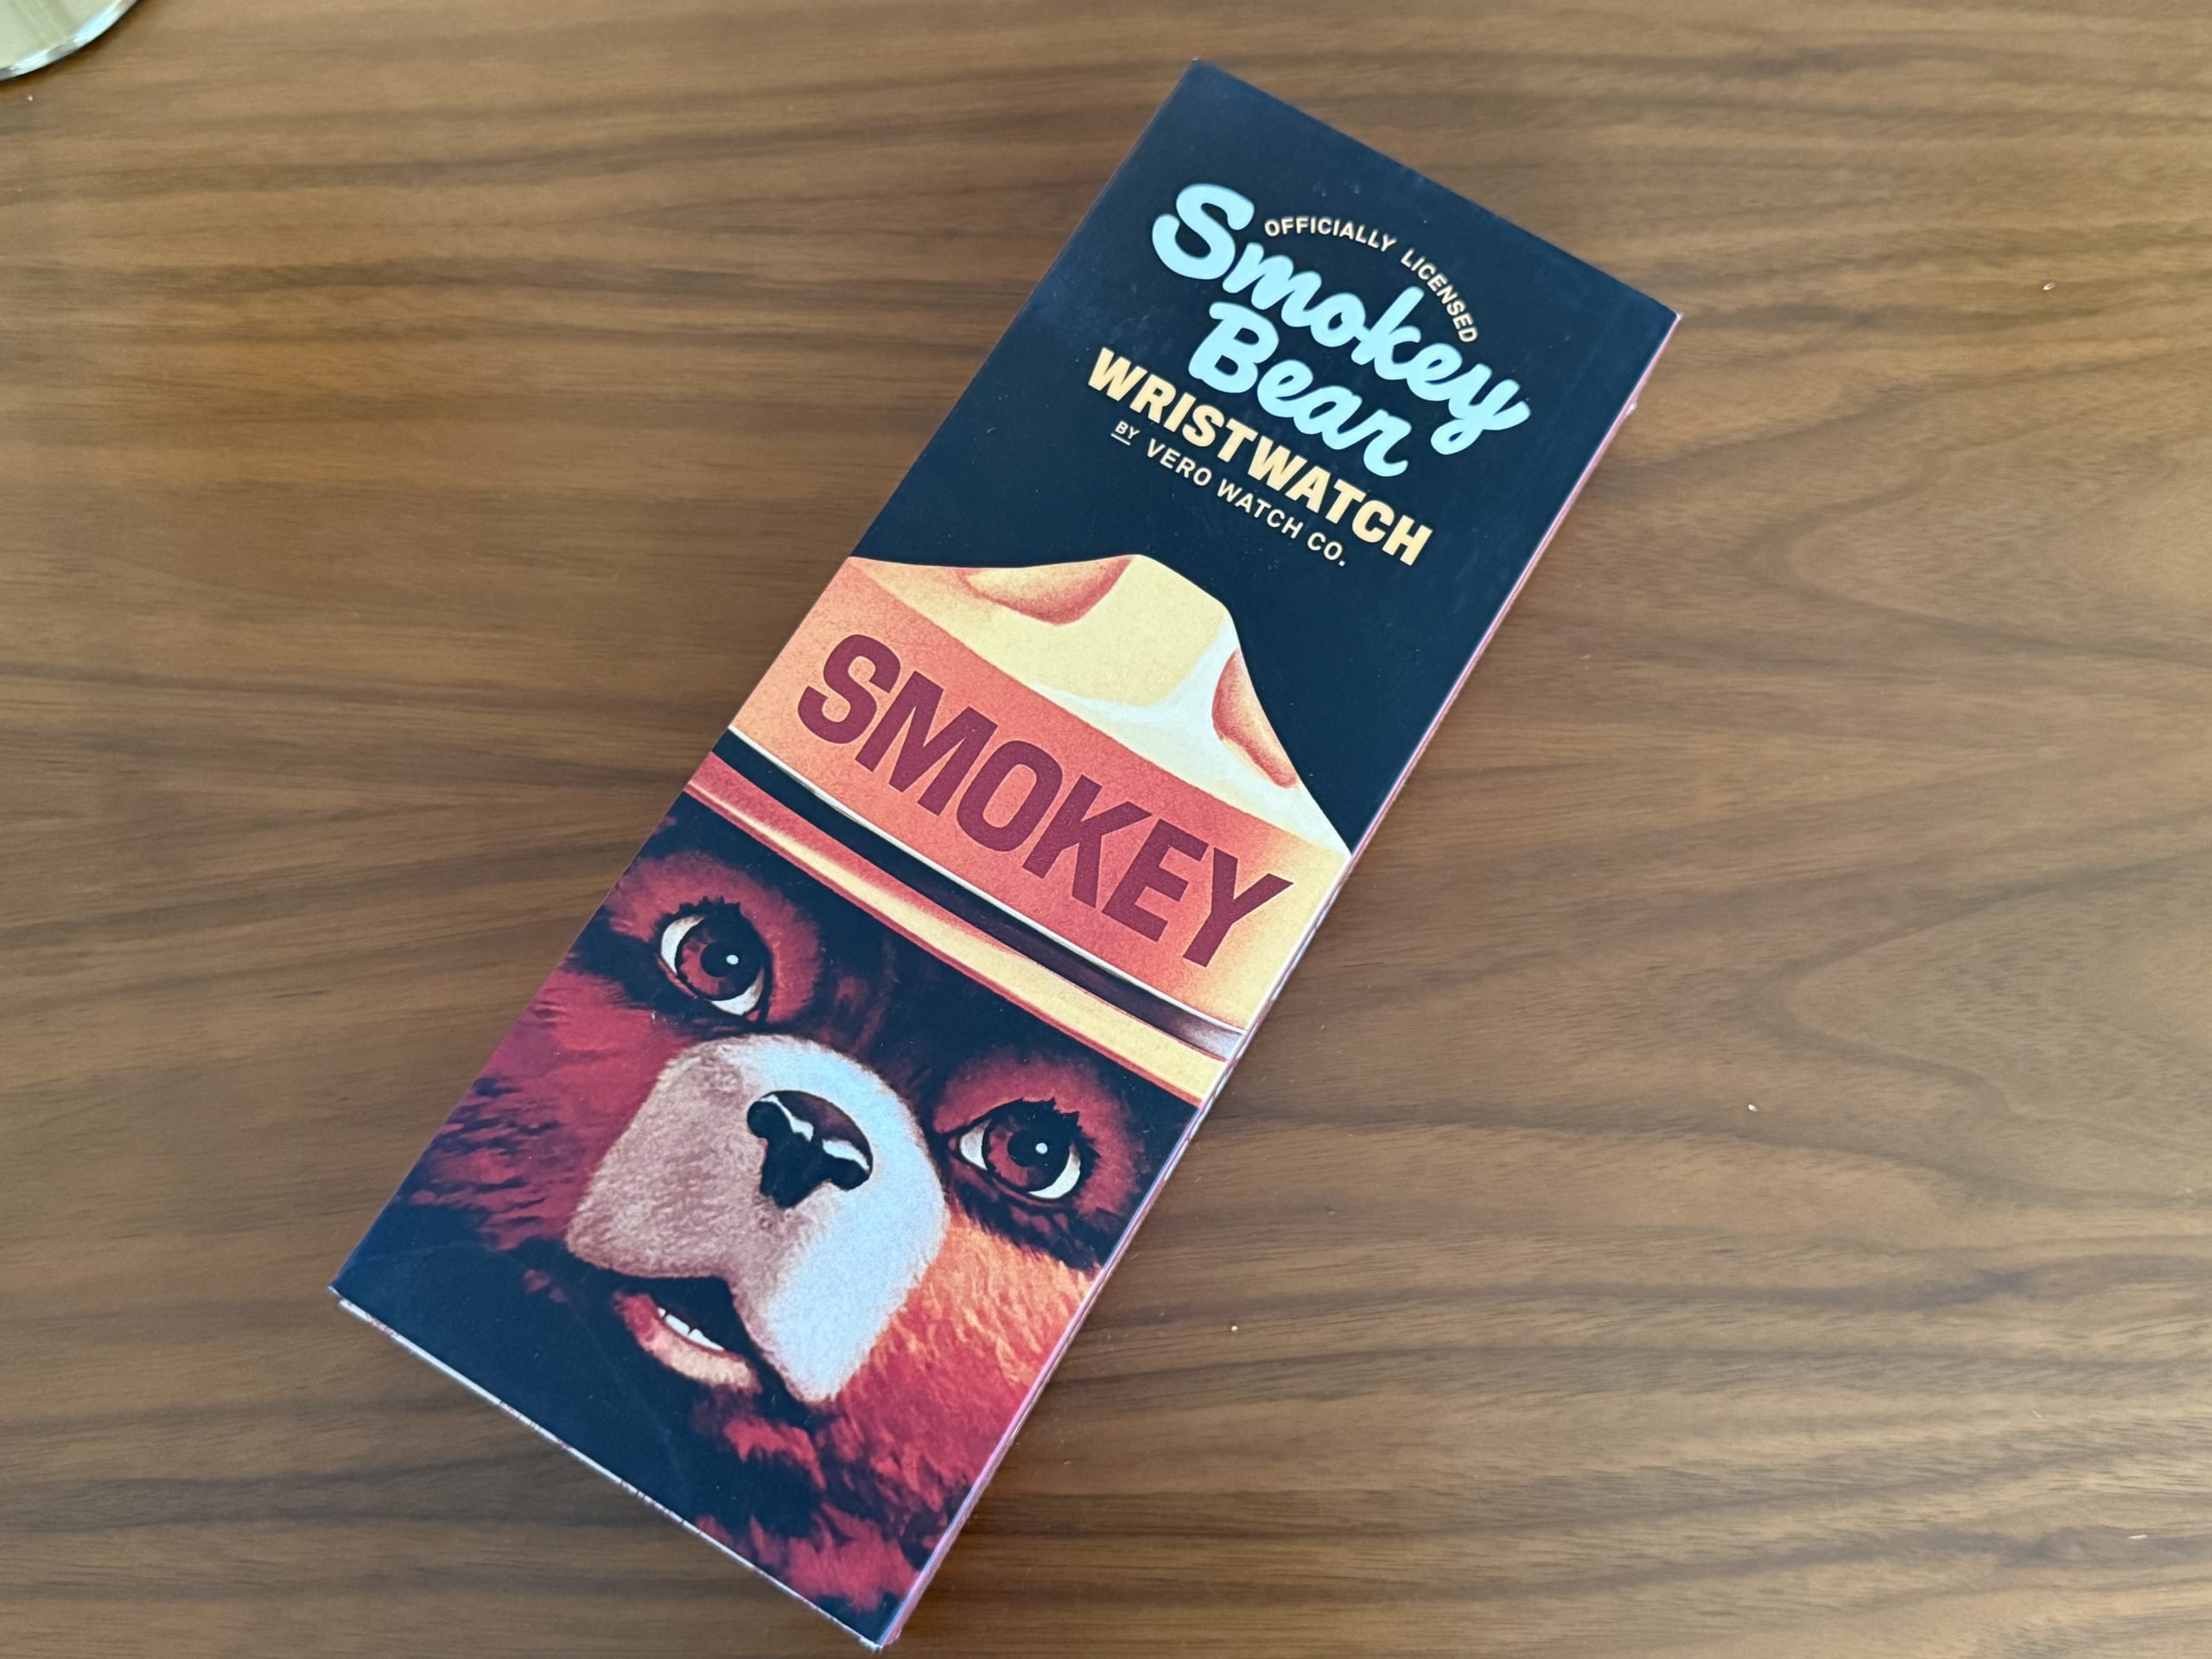 OFFICIALLY LICENSED
Smokey
Bear
WRISTWATCH
BY VERO WATCH CO.
SMOKEY